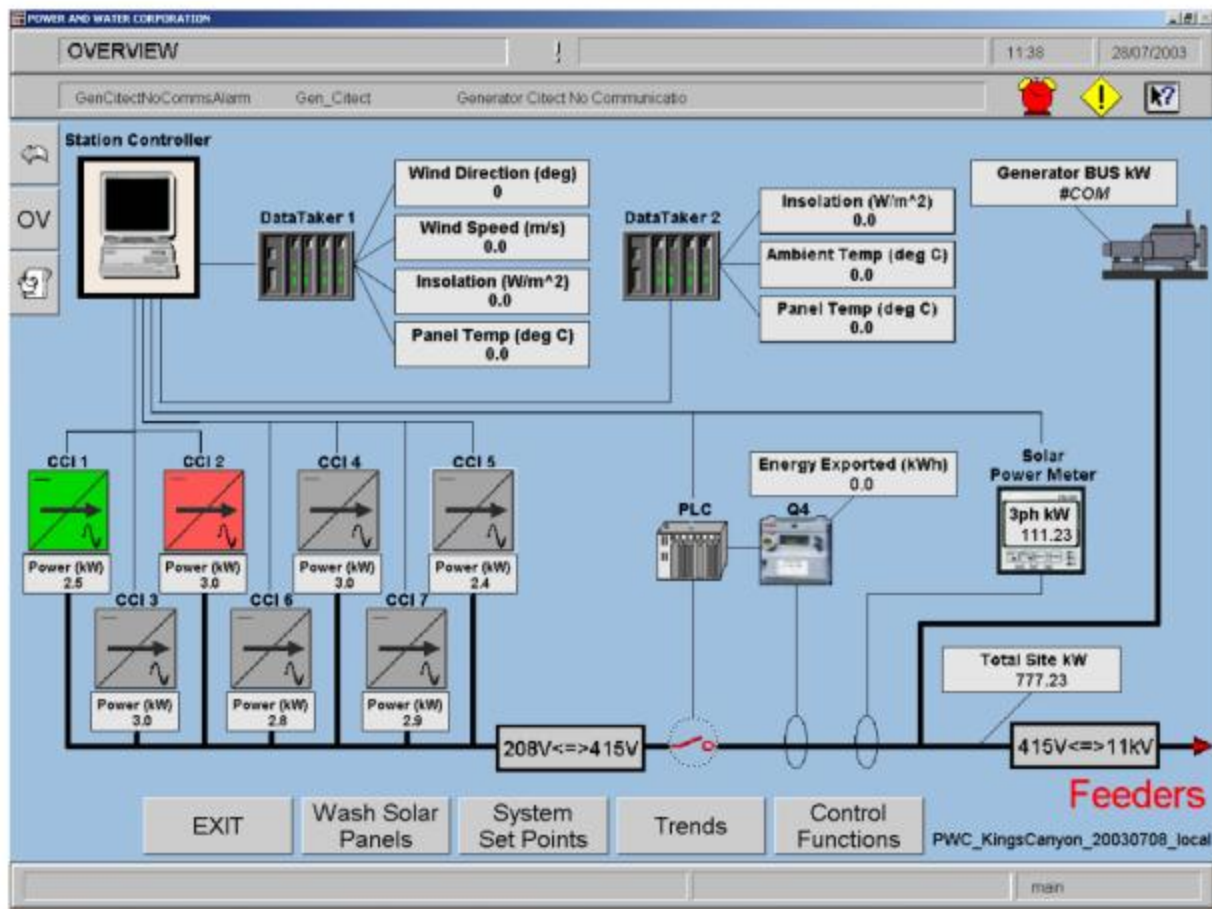 POWER AND WATER CORPORATION
OVERVIEW
11:38
28/07/2003
GenCitectNoCommsAlarm
Gen_Citect
Generator Citect No Communicatio
Station Controller
OV
DataTaker 1
Wind Direction (deg)
0
Wind Speed (m/s)
0.0
Insolation (W/m^2)
0.0
Panel Temp (deg C)
0.0
DataTaker 2
Insolation (W/m^2)
0.0
Ambient Temp (deg C)
0.0
Panel Temp (deg C)
0.0
Generator BUS kW
#COM
CCI 1
Power (kW)
2.5
CCI 2
Power (kW)
3.0
CCI 4
Power (kW)
3.0
CCI 5
Power (kW)
2.4
CCI 3
Power (kW)
3.0
CCI 6
Power (kW)
2.8
CCI 7
Power (kW)
2.9
PLC
Energy Exported (kWh)
0.0
Q4
Solar
Power Meter
3ph kW
111.23
Total Site kW
777.23
208V<=>415V
415V<=>11kV
Feeders
EXIT
Wash Solar
Panels
System
Set Points
Trends
Control
Functions
PWC_KingsCanyon_20030708_local
main